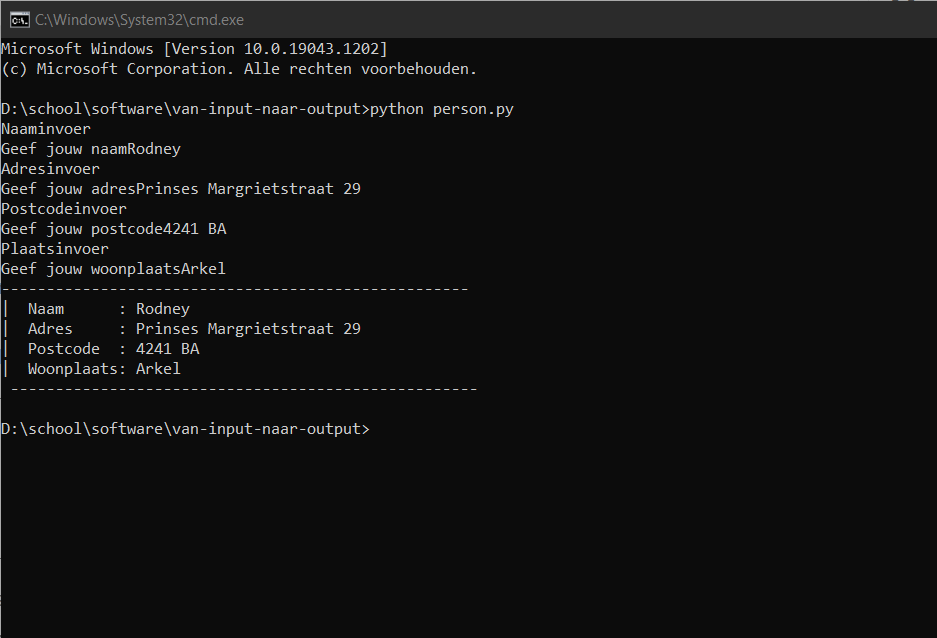 C:\Windows\System32\cmd.exe
Microsoft Windows [Version 10.0.19043.1202]
(c) Microsoft Corporation. Alle rechten voorbehouden.
D:\school\software\van-input-naar-output>python person.py
Naaminvoer
Geef jouw naamRodney
Adresinvoer
Geef jouw adresPrinses Margrietstraat 29
Postcodeinvoer
Geef jouw postcode4241 BA
Plaatsinvoer
Geef jouw woonplaatsArkel
----------------------------------------------------
|  Naam      : Rodney
|  Adres     : Prinses Margrietstraat 29
|  Postcode  : 4241 BA
|  Woonplaats: Arkel
 ----------------------------------------------------
D:\school\software\van-input-naar-output>